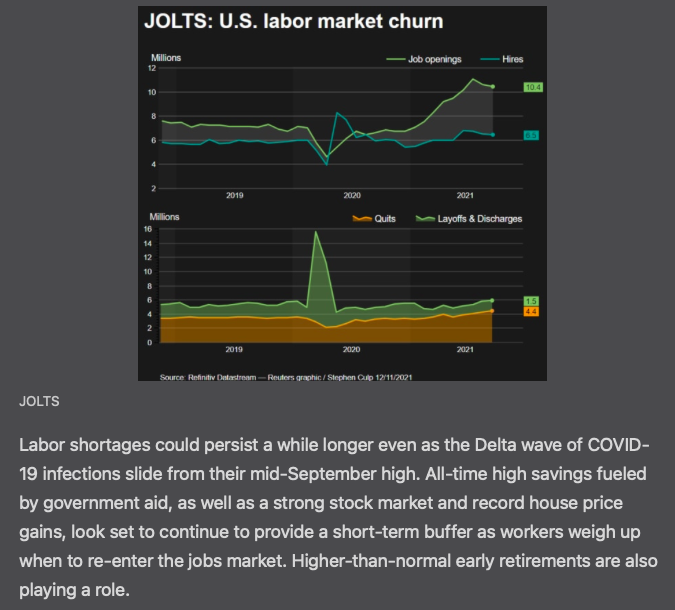 JOLTS: U.S. labor market churn
Millions
Job openings
Hires
12
10
8
6
4
2
10.4
6.5
2019
2020
2021
Millions
Quits
Layoffs & Discharges
16
14
12
10
8
6
4
2
0
1.5
4.4
2019
2020
2021
Source: Refinitiv Datastream — Reuters graphic / Stephen Culp 12/11/2021
JOLTS
Labor shortages could persist a while longer even as the Delta wave of COVID-
19 infections slide from their mid-September high. All-time high savings fueled
by government aid, as well as a strong stock market and record house price
gains, look set to continue to provide a short-term buffer as workers weigh up
when to re-enter the jobs market. Higher-than-normal early retirements are also
playing a role.